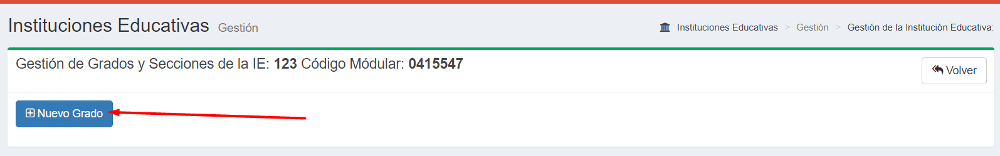 Instituciones Educativas Gestión
Instituciones Educativas > Gestión > Gestión de la Institución Educativa:
Gestión de Grados y Secciones de la IE: 123 Código Módular: 0415547
Volver
Nuevo Grado